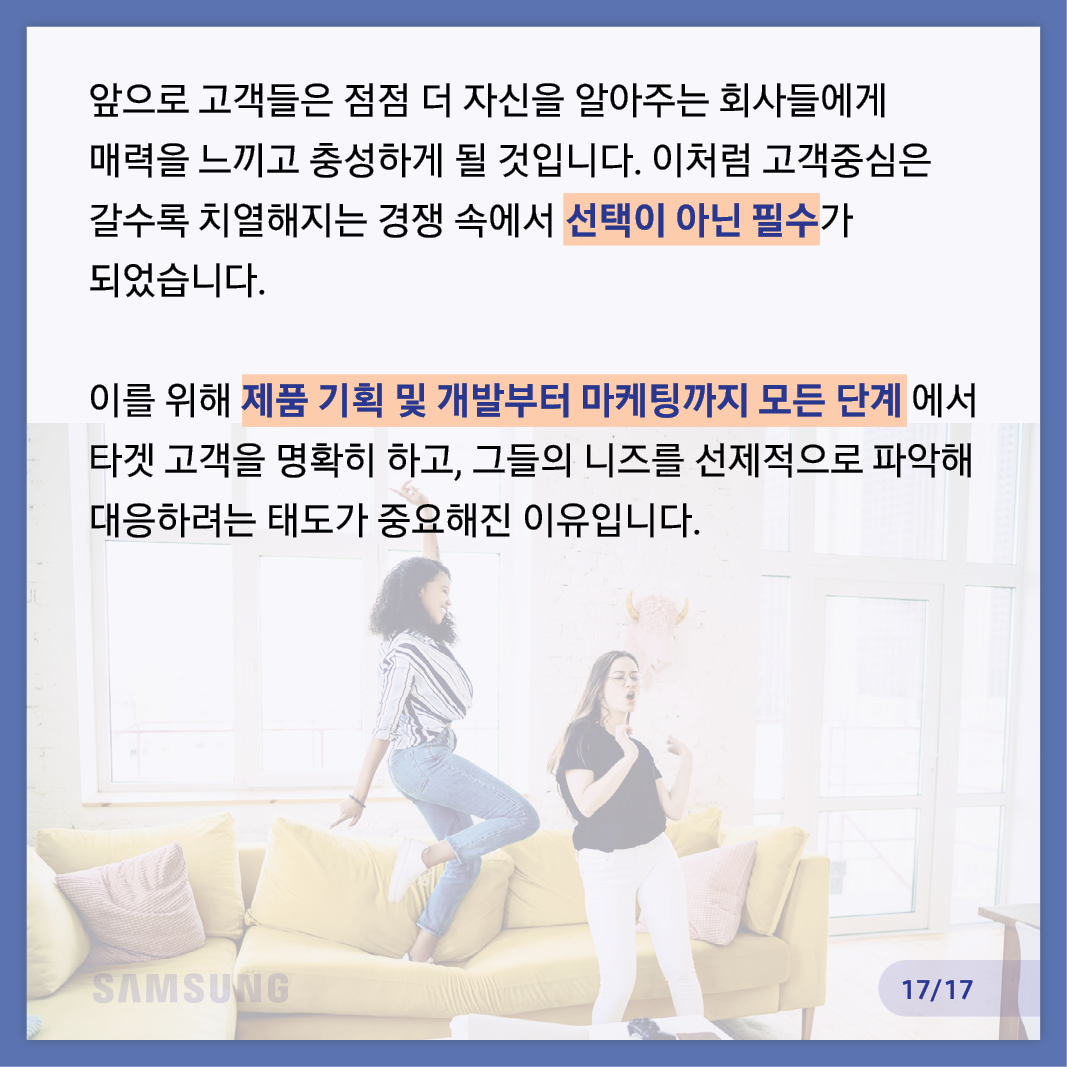 앞으로 고객들은 점점 더 자신을 알아주는 회사들에게
매력을 느끼고 충성하게 될 것입니다. 이처럼 고객중심은
갈수록 치열해지는 경쟁 속에서 선택이 아닌 필수가
되었습니다.
이를 위해 제품 기획 및 개발부터 마케팅까지 모든 단계 에서
타겟 고객을 명확히 하고, 그들의 니즈를 선제적으로 파악해
대응하려는 태도가 중요해진 이유입니다.
SAMSUNG
17/17